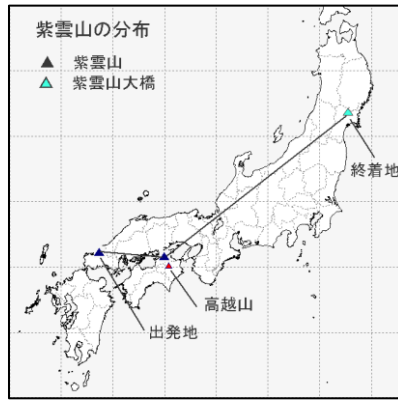 紫雲山の分布
▲ 紫雲山
▲ 紫雲山大橋
終着地
高越山
出発地